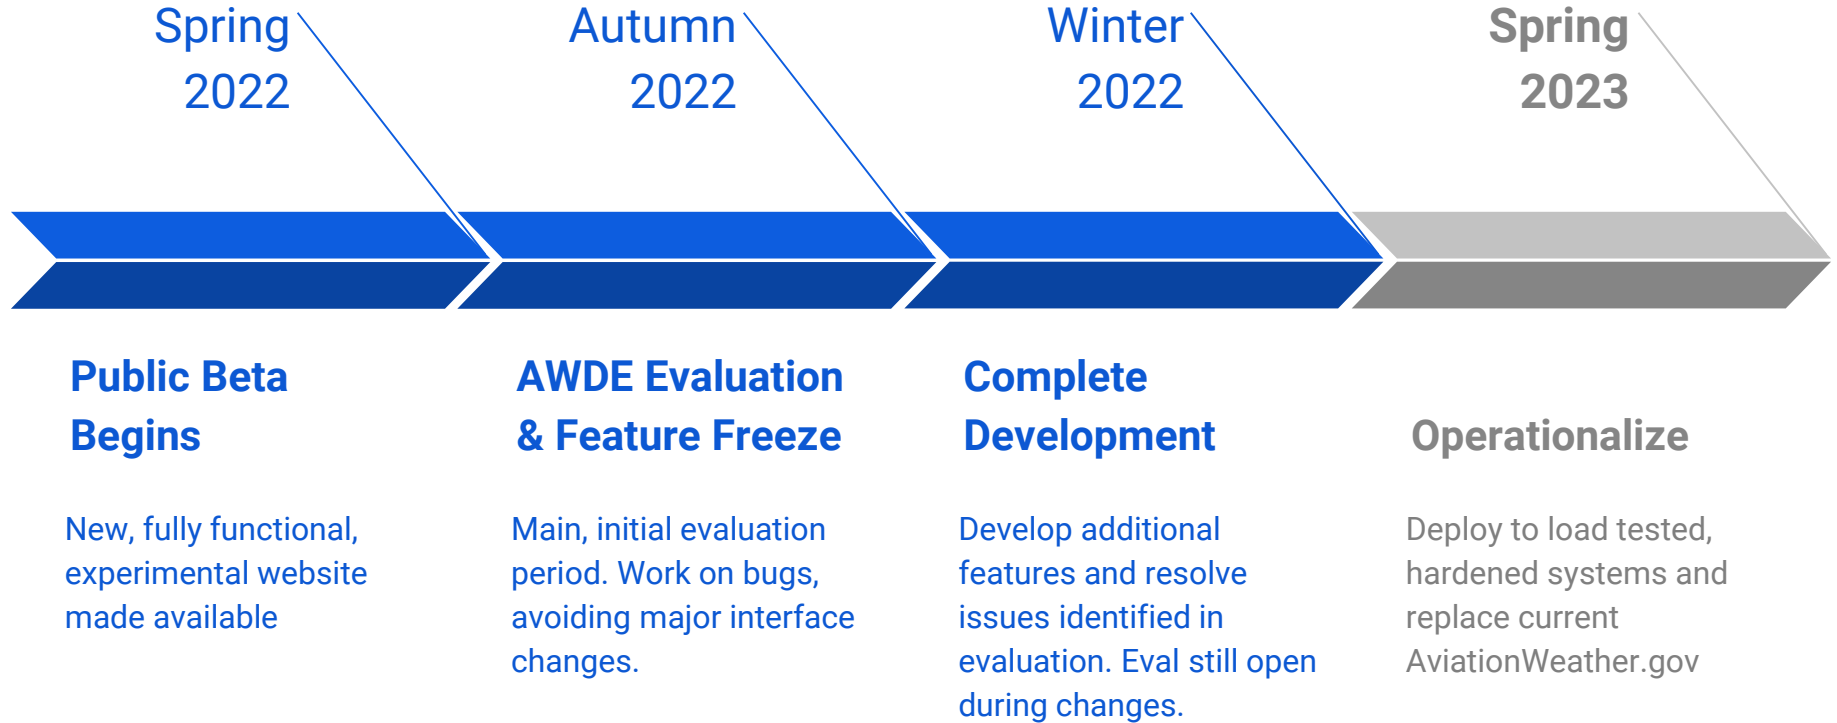 Spring
2022
Autumn
2022
Winter
2022
Spring
2023
Public Beta
Begins
New, fully functional,
experimental website
made available
AWDE Evaluation
& Feature Freeze
Main, initial evaluation
period. Work on bugs,
avoiding major interface
changes.
Complete
Development
Develop additional
features and resolve
issues identified in
evaluation. Eval still open
during changes.
Operationalize
Deploy to load tested,
hardened systems and
replace current
AviationWeather.gov